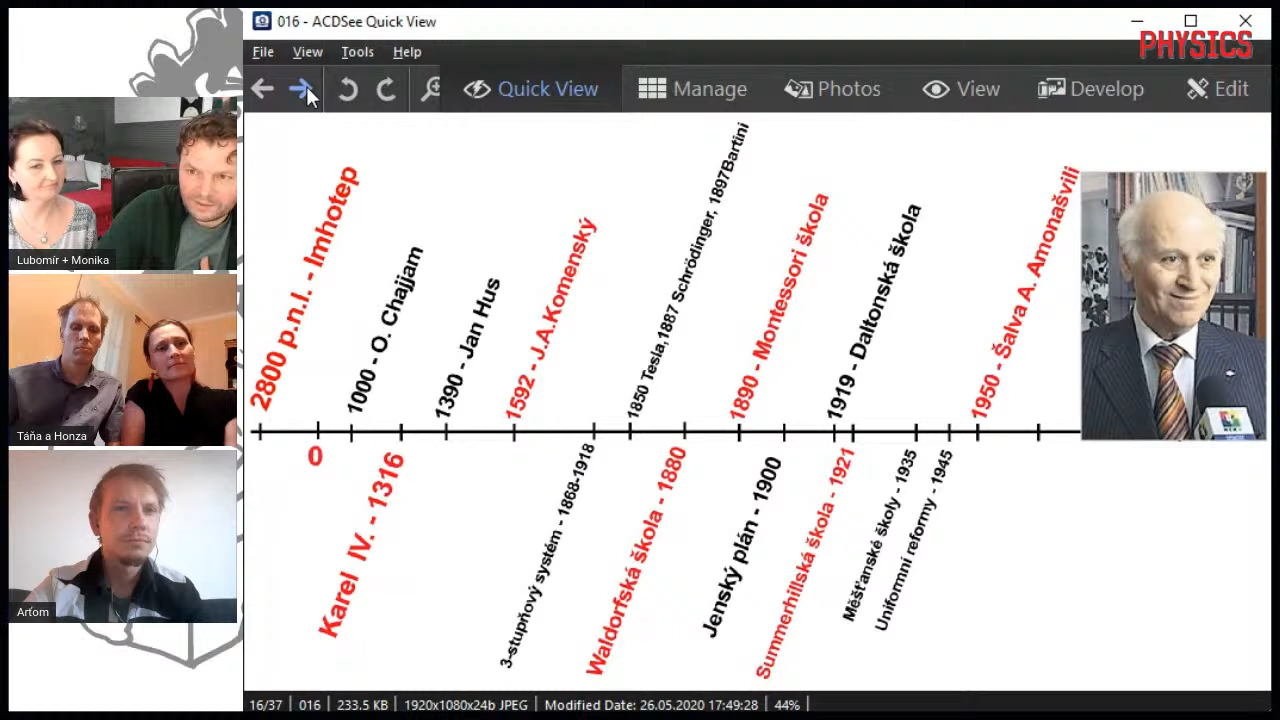 016 - ACDSee Quick View
PHYSICS
File View Tools Help
Quick View
Manage
Photos
View
Develop
Edit
Lubomír + Monika
Táňa a Honza
Arťom
2800 p.n.l. - Imhotep
1000 - O. Chajjam
1390 - Jan Hus
1592 - J.A.Komenský
1850 Tesla,1887 Schrödinger, 1897Bartini
1890 - Montessori škola
1919 - Daltonská škola
1950 - Šalva A. Amonašvili
0
Karel IV. - 1316
3-stupňový systém - 1868-1918
Waldorfská škola - 1880
Jenský plán - 1900
Summerhillská škola - 1921
Měšťanské školy - 1935
Uniformní reformy - 1945
16/37 016 233.5 KB 1920x1080x24b JPEG Modified Date: 26.05.2020 17:49:28 44%